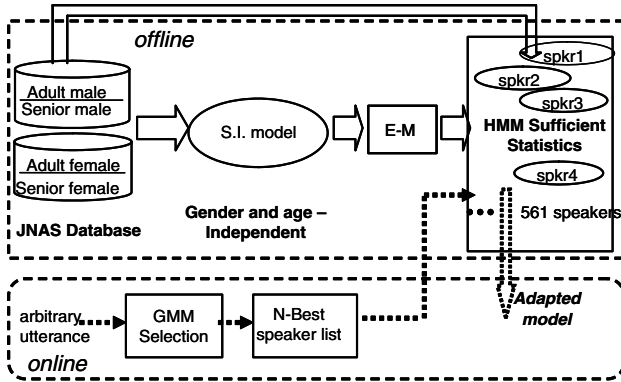 offline
Adult male
Senior male
Adult female
Senior female
JNAS Database
S.I. model
Gender and age –
Independent
E-M
spkr1
spkr2
spkr3
HMM Sufficient
Statistics
spkr4
561 speakers
arbitrary
utterance
GMM
Selection
N-Best
speaker list
Adapted
model
online